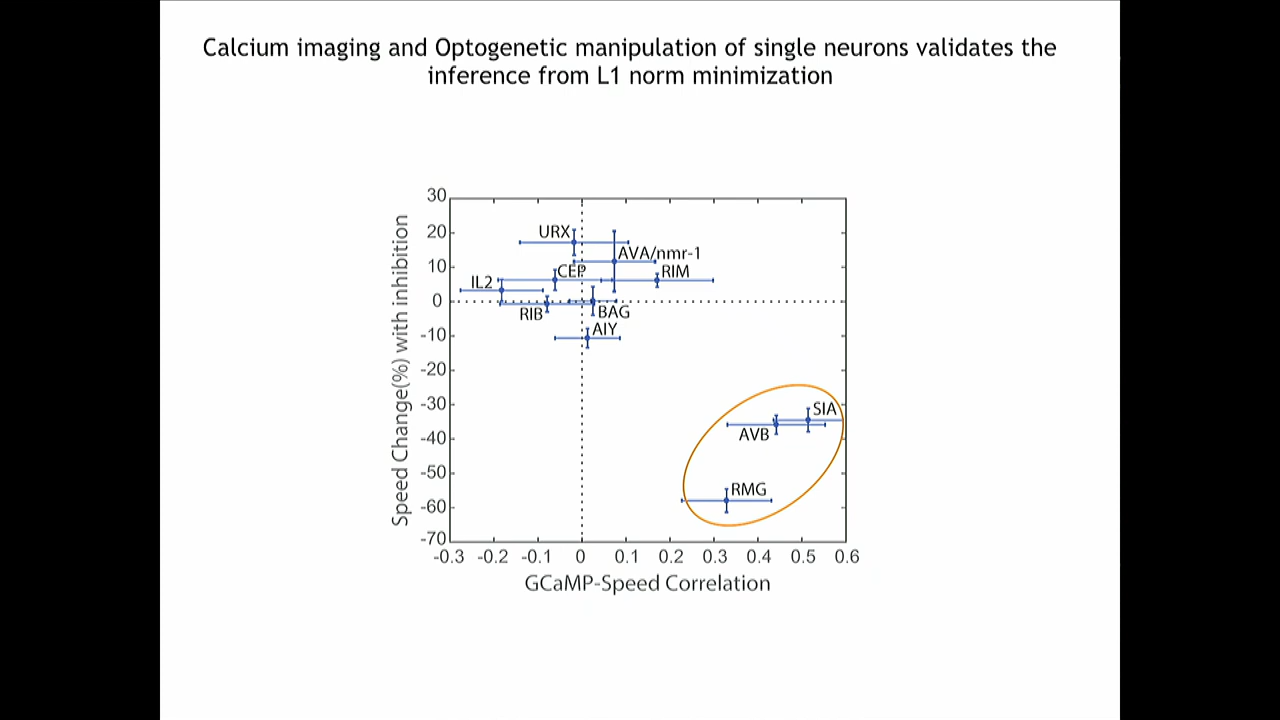 Calcium imaging and Optogenetic manipulation of single neurons validates the
inference from L1 norm minimization
Speed Change(%) with inhibition
30
20
10
0
-10
-20
-30
-40
-50
-60
-70
URX
AVA/nmr-1
CEP
RIM
IL2
RIB
BAG
AIY
SIA
AVB
RMG
-0.3 -0.2 -0.1 0 0.1 0.2 0.3 0.4 0.5 0.6
GCaMP-Speed Correlation